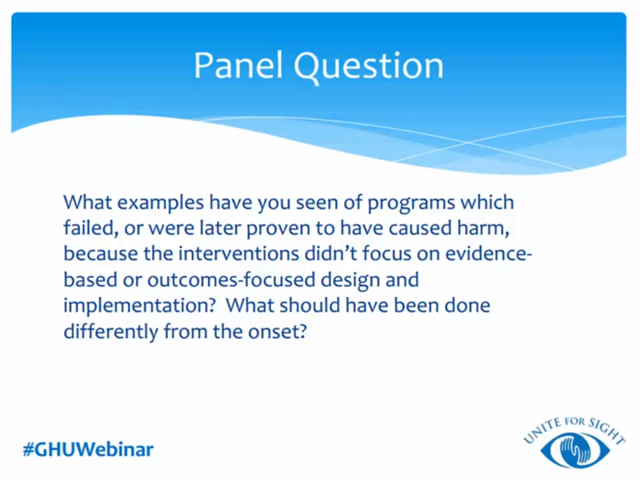 Panel Question
What examples have you seen of programs which
failed, or were later proven to have caused harm,
because the interventions didn't focus on evidence-
based or outcomes-focused design and
implementation?  What should have been done
differently from the onset?
UNITE FOR SIGHT
#GHUWebinar